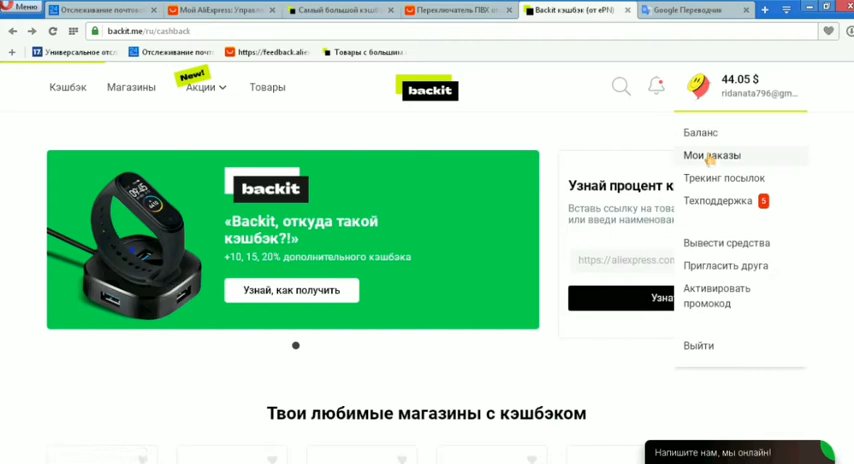 Меню
Отслеживание почтов
Мой AliExpress: Управле
Самый большой кэшб
Переключатель ПВХ кн
Backit кэшбэк (от ePN)
Google Переводчик
backit.me/ru/cashback
Универсальное отсл
Отслеживание почт
https://feedback.alie
Товары с большим
Кэшбэк
Магазины
New!
Акции
Товары
backit
44.05 $
ridanata796@gm...
Баланс
Мои заказы
Трекинг посылок
Техподдержка 5
Вывести средства
Пригласить друга
Активировать
промокод
Выйти
backit
«Backit, откуда такой
кэшбэк?!»
+10, 15, 20% дополнительного кэшбэка
Узнай, как получить
Узнай процент к
Вставь ссылку на това
или введи наименован
https://aliexpress.com
Узна
Твои любимые магазины с кэшбэком
Напишите нам, мы онлайн!